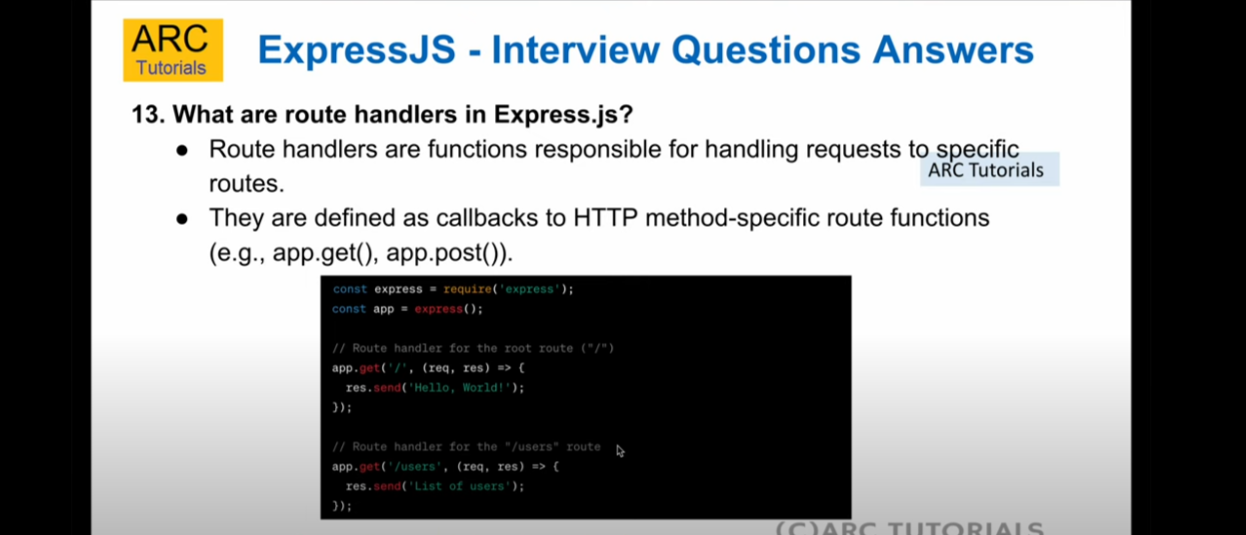 ARC
Tutorials
ExpressJS - Interview Questions Answers
13. What are route handlers in Express.js?
● Route handlers are functions responsible for handling requests to specific
ARC Tutorials
routes.
● They are defined as callbacks to HTTP method-specific route functions
(e.g., app.get(), app.post()).
const express = require('express');
const app = express();
// Route handler for the root route ("/")
app.get('/', (req, res) => {
  res.send('Hello, World!');
});
// Route handler for the "/users" route
app.get('/users', (req, res) => {
  res.send('List of users');
});
(C)ARC TUTORIALS